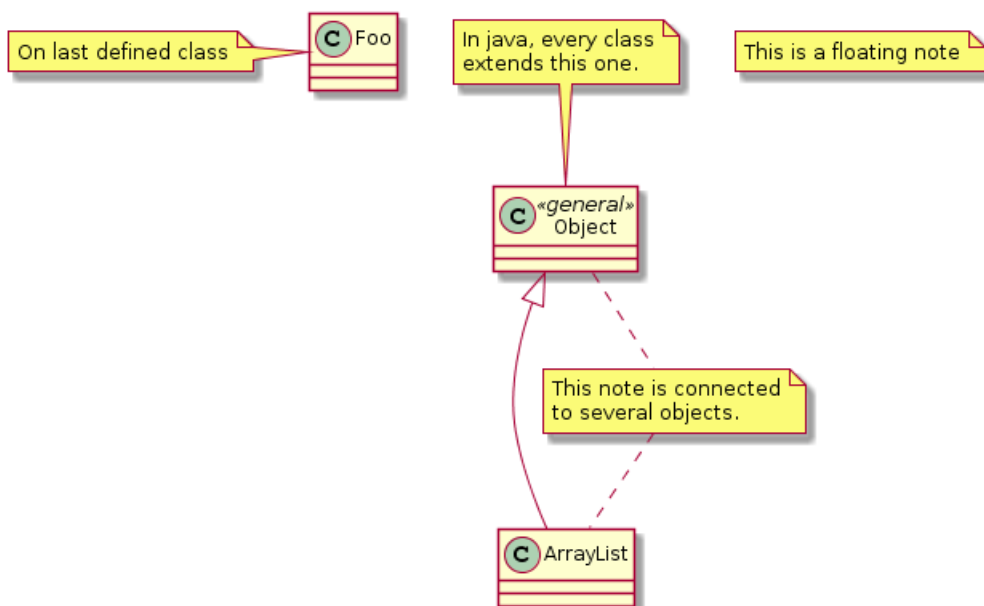 On last defined class
C Foo
In java, every class
extends this one.
This is a floating note
«general»
C Object
This note is connected
to several objects.
C ArrayList